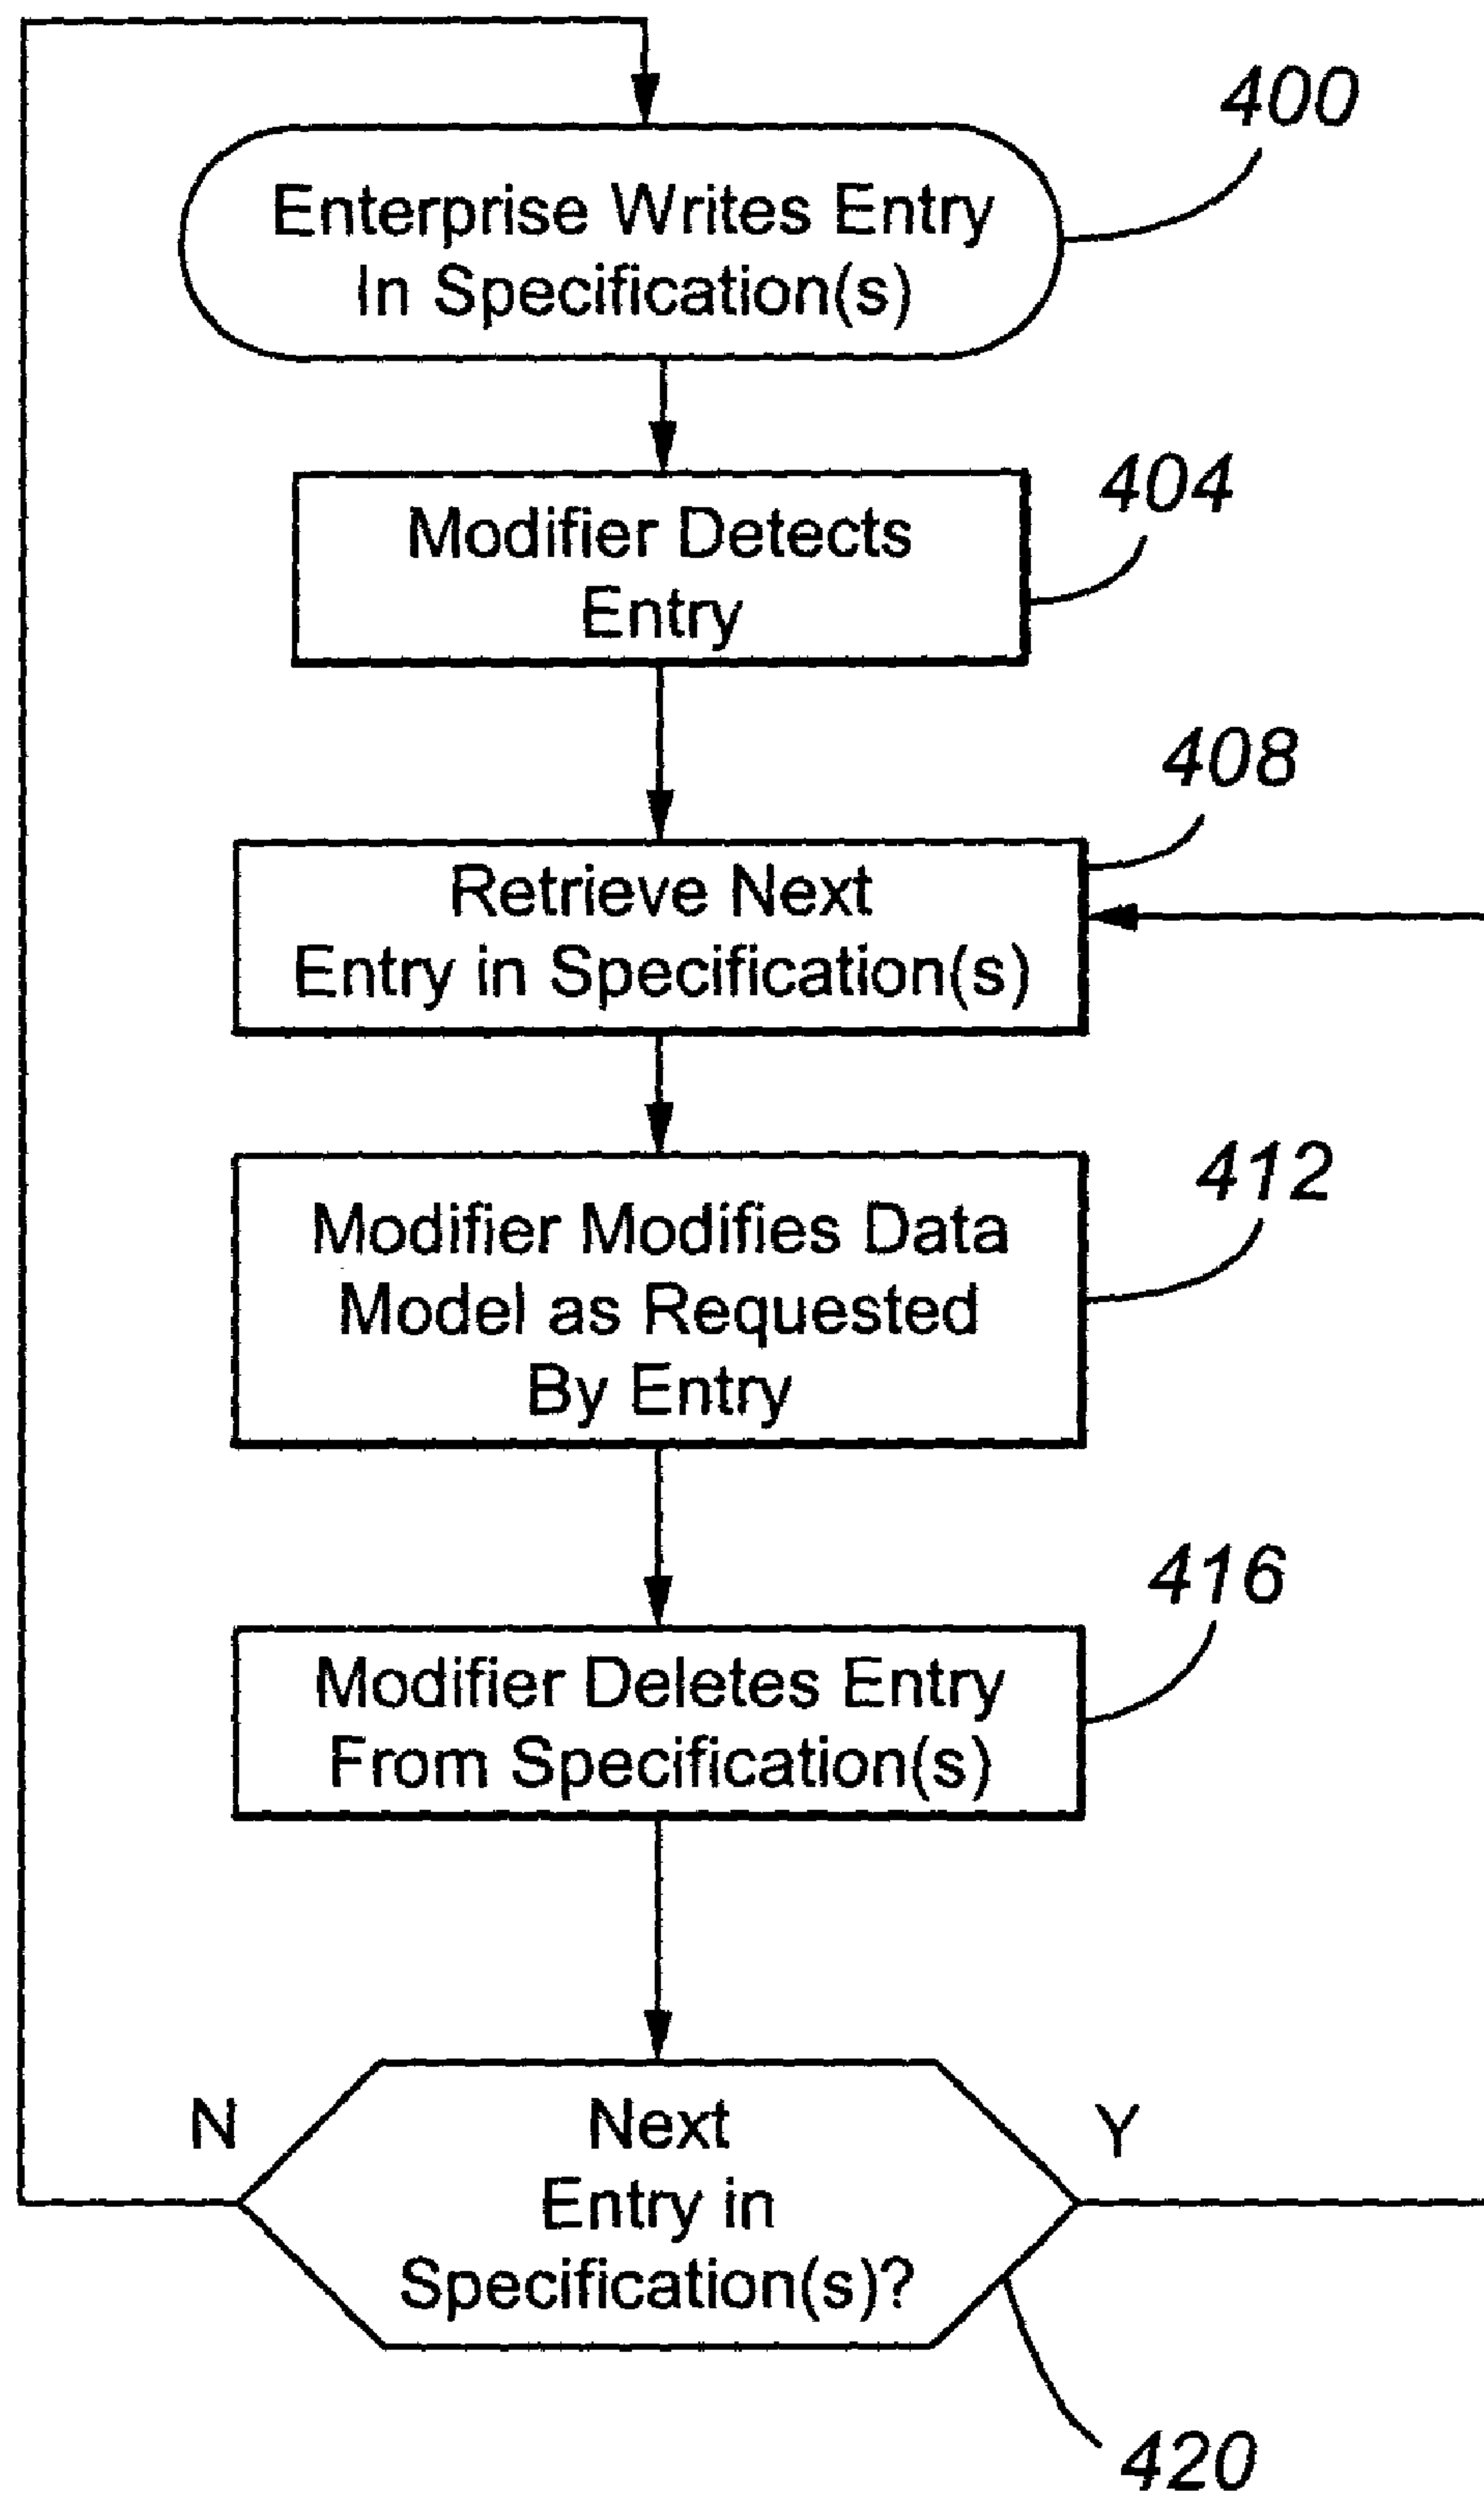 400
Enterprise Writes Entry
In Specification(s)
404
Modifier Detects
Entry
408
Retrieve Next
Entry in Specification(s)
412
Modifier Modifies Data
Model as Requested
By Entry
416
Modifier Deletes Entry
From Specification(s)
N
Next
Y
Entry in
Specification(s)?
420